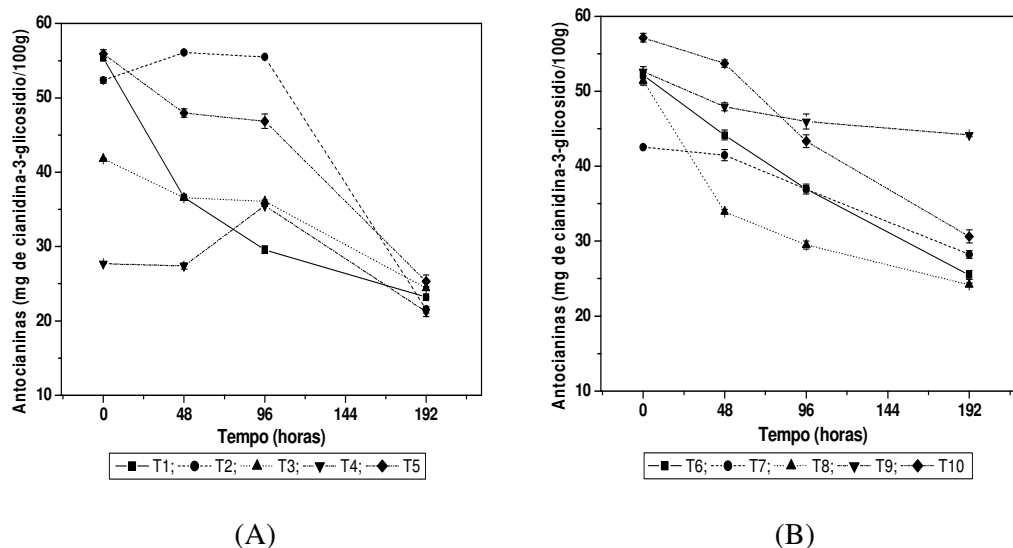 60
50
40
30
20
10
Antocianinas (mg de cianidina-3-glicosidio/100g)
0 48 96 144 192
Tempo (horas)
T1; T2; T3; T4; T5
(A)
60
50
40
30
20
10
Antocianinas (mg de cianidina-3-glicosidio/100g)
0 48 96 144 192
Tempo (horas)
T6; T7; T8; T9; T10
(B)